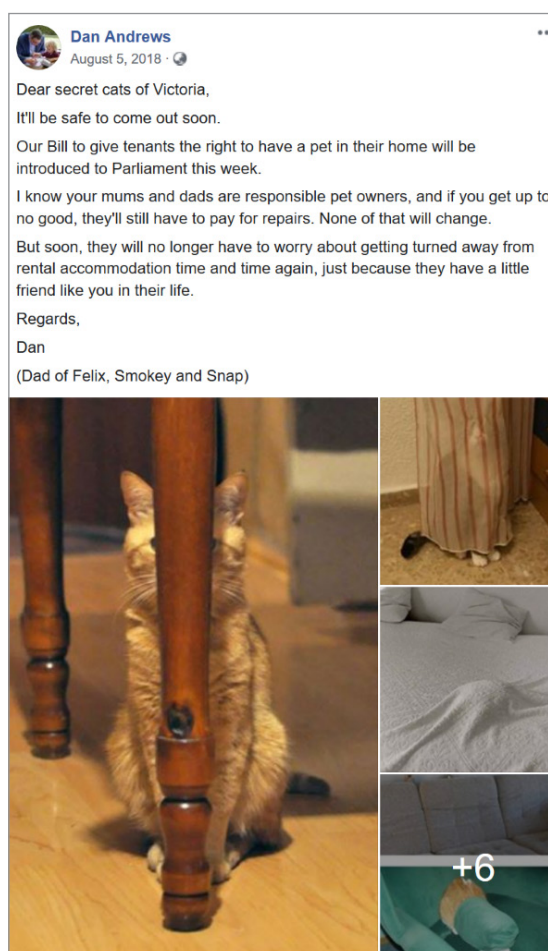 Dan Andrews
August 5, 2018 ·
Dear secret cats of Victoria,
It'll be safe to come out soon.
Our Bill to give tenants the right to have a pet in their home will be
introduced to Parliament this week.
I know your mums and dads are responsible pet owners, and if you get up to
no good, they'll still have to pay for repairs. None of that will change.
But soon, they will no longer have to worry about getting turned away from
rental accommodation time and time again, just because they have a little
friend like you in their life.
Regards,
Dan
(Dad of Felix, Smokey and Snap)
+6